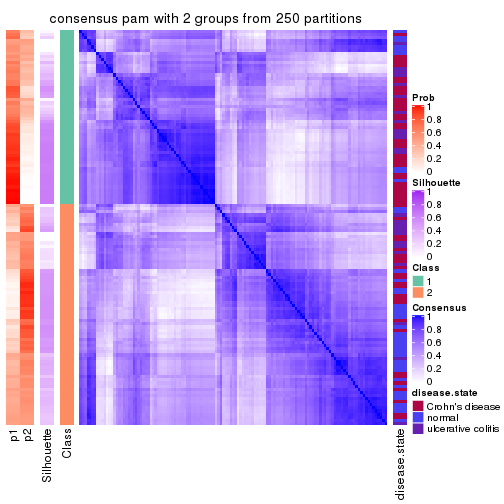 consensus pam with 2 groups from 250 partitions
Prob
1
0.8
0.6
0.4
0.2
0
Silhouette
1
0.8
0.6
0.4
0.2
0
Class
1
2
Consensus
1
0.8
0.6
0.4
0.2
0
disease.state
Crohn's disease
normal
ulcerative colitis
p1
p2
Silhouette
Class
disease.state